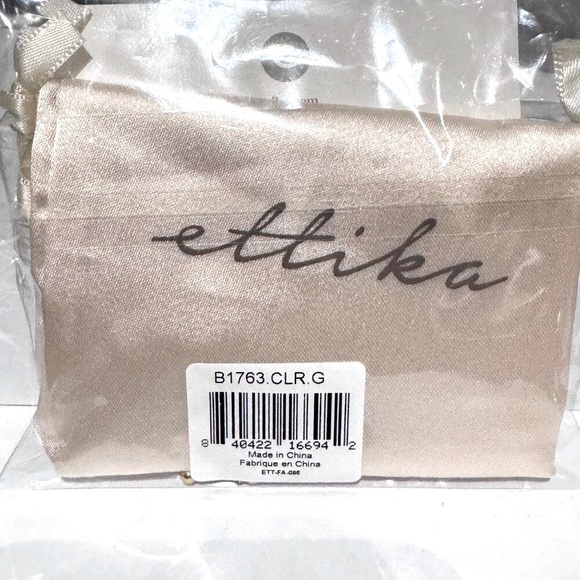 ettika
B1763.CLR.G
8 40422 16694 2
Made in China
Fabrique en China
ETT-FA-086